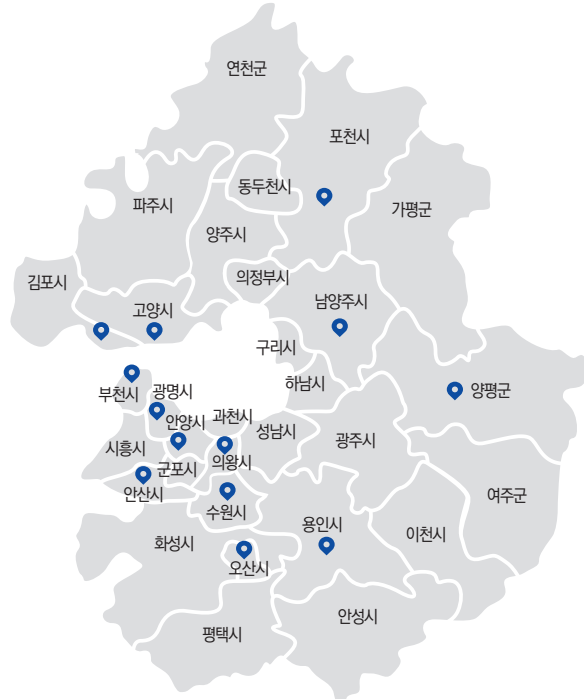 연천군
포천시
동두천시
파주시
가평군
양주시
의정부시
김포시
남양주시
고양시
구리시
하남시
부천시
광명시
양평군
안양시
과천시
성남시
시흥시
광주시
군포시
의왕시
안산시
여주군
수원시
용인시
이천시
화성시
오산시
안성시
평택시